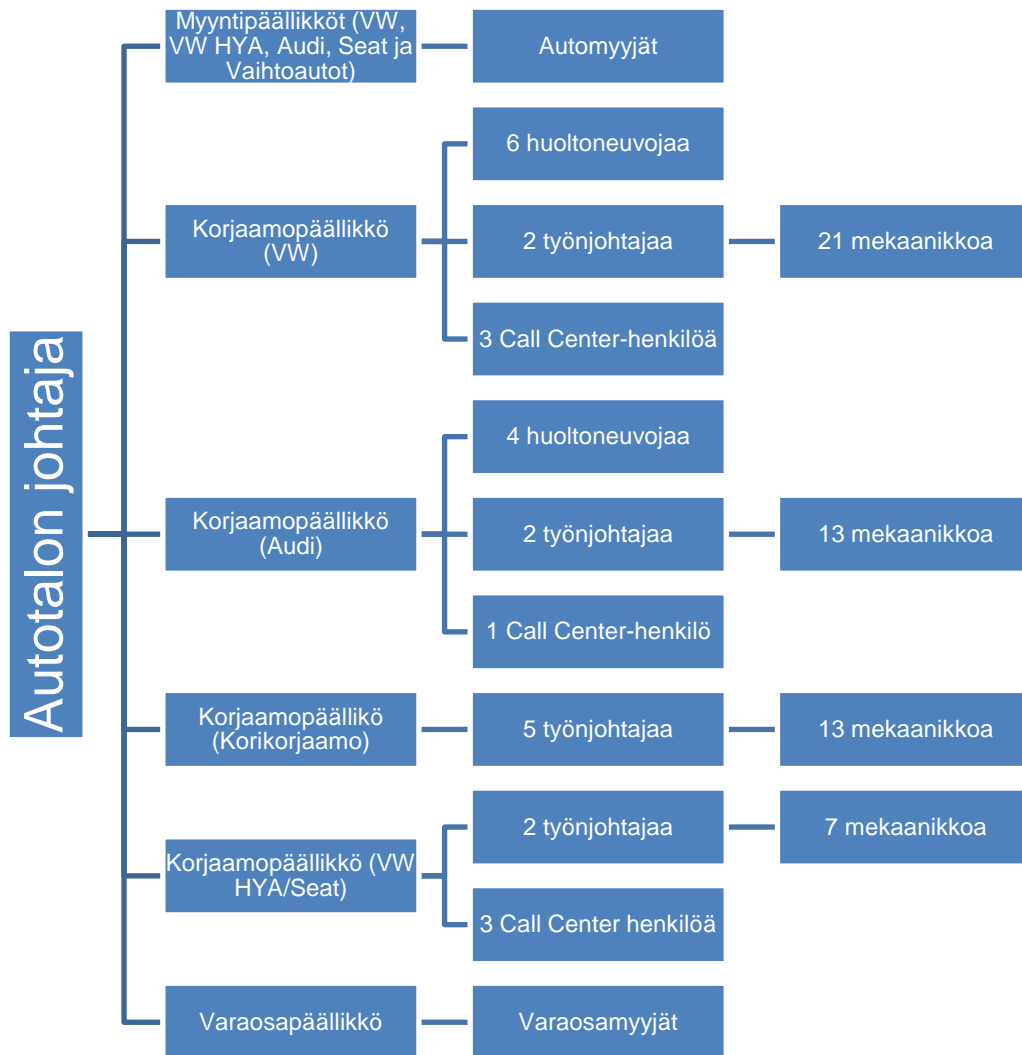 Autotalon johtaja
Myyntipäälliköt (VW,
VW HYA, Audi, Seat ja
Vaihtoautot)
Automyyjät
Korjaamopäällikkö
(VW)
6 huoltoneuvojaa
2 työnjohtajaa
21 mekaanikkoa
3 Call Center-henkilöä
Korjaamopäällikkö
(Audi)
4 huoltoneuvojaa
2 työnjohtajaa
13 mekaanikkoa
1 Call Center-henkilö
Korjaamopäällikö
(Korikorjaamo)
5 työnjohtajaa
13 mekaanikkoa
Korjaamopäällikkö (VW
HYA/Seat)
2 työnjohtajaa
7 mekaanikkoa
3 Call Center henkilöä
Varaosapäällikkö
Varaosamyyjät